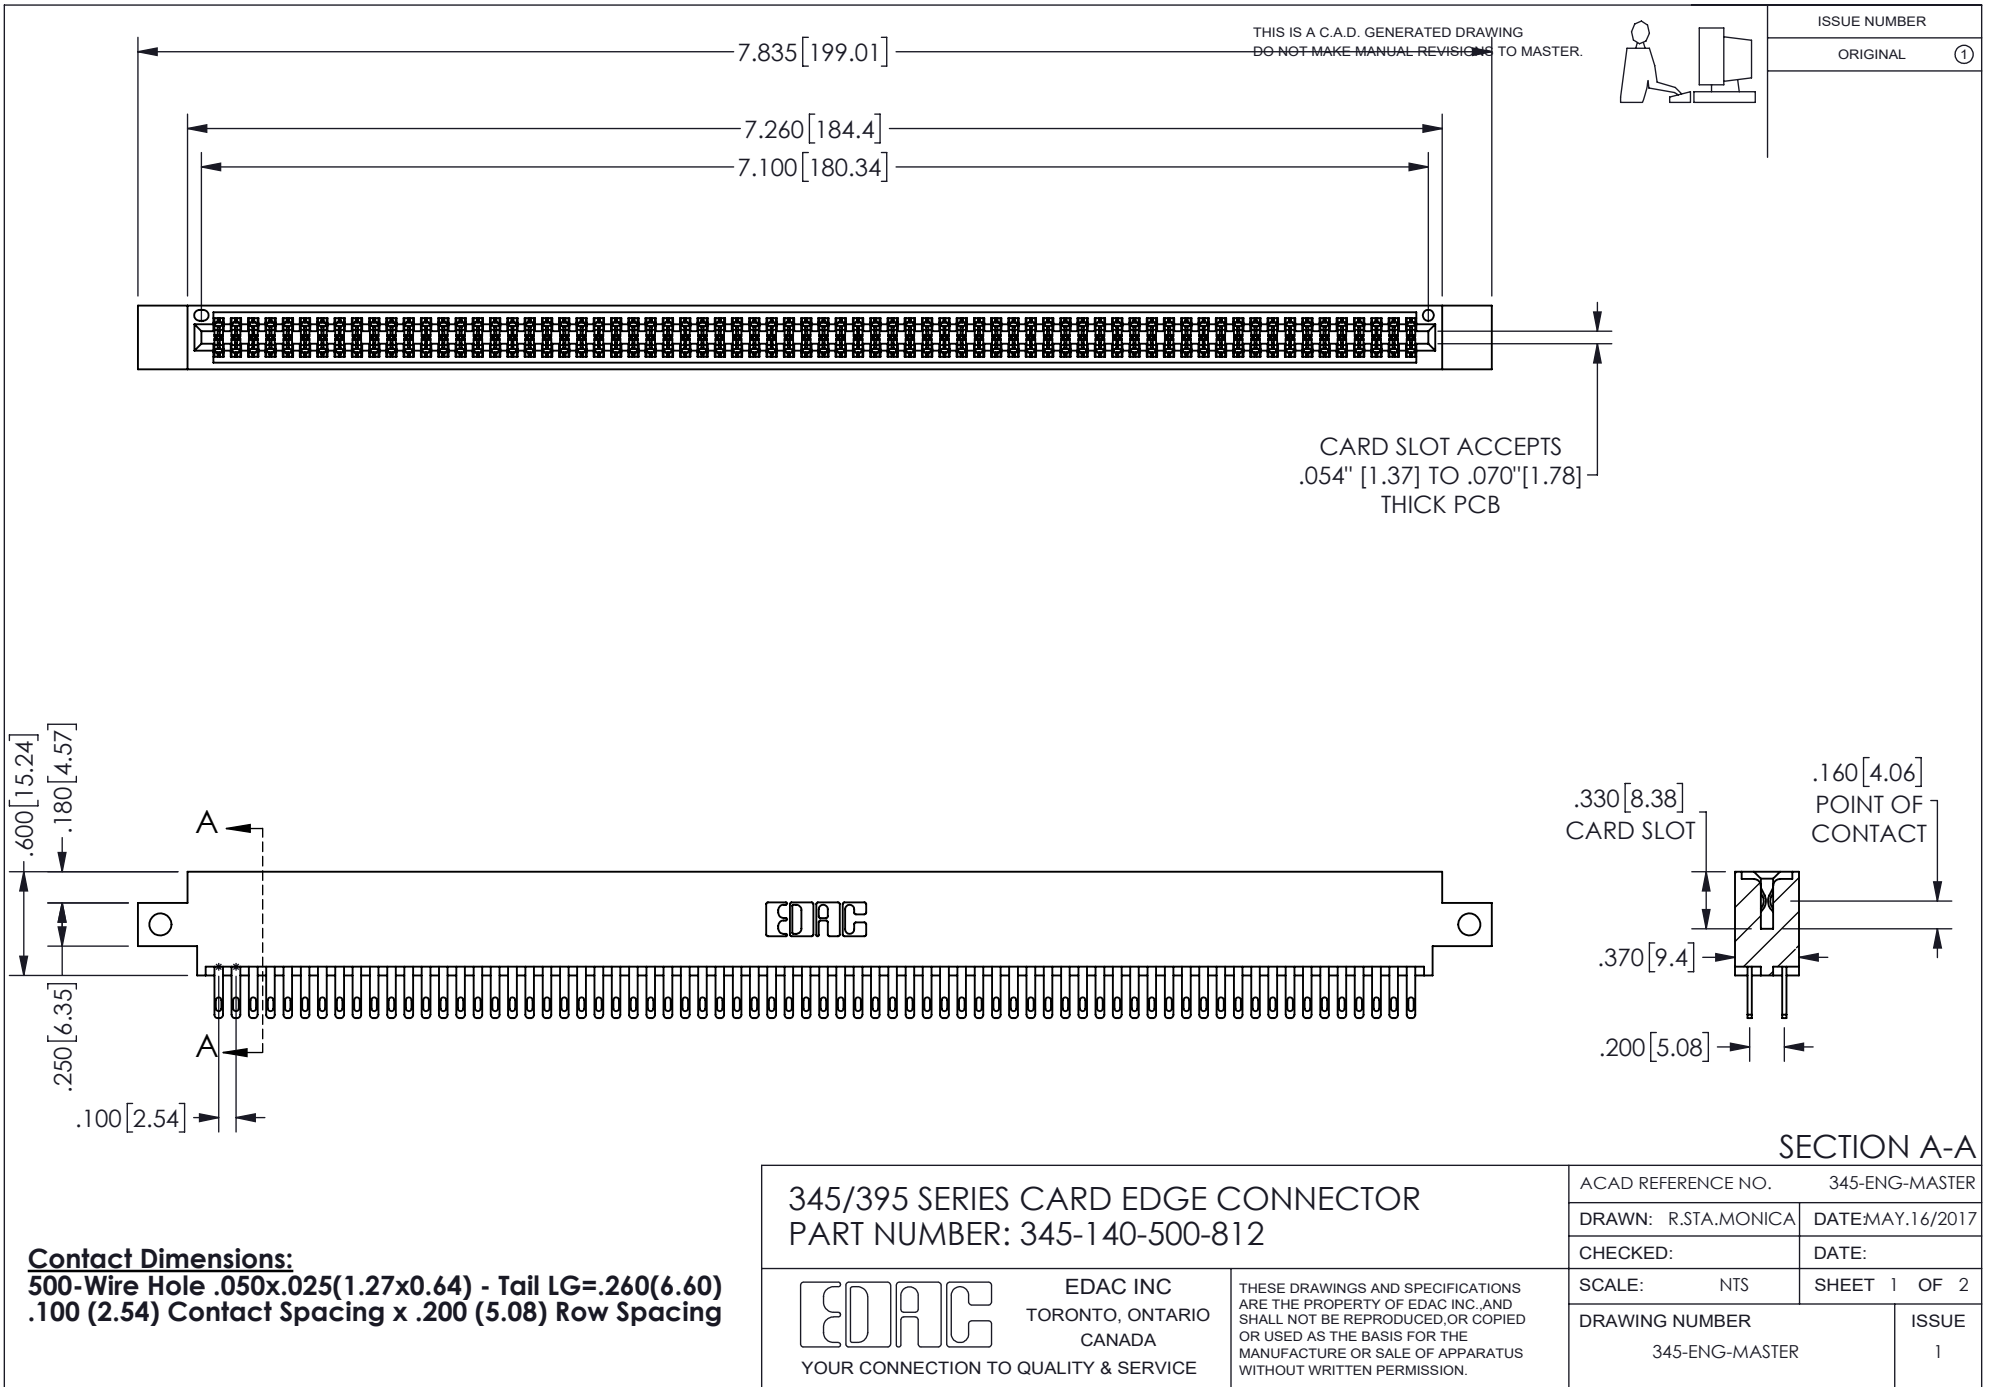 THIS IS A C.A.D. GENERATED DRAWING
DO NOT MAKE MANUAL REVISIONS TO MASTER.
ISSUE NUMBER
ORIGINAL 1
7.835[199.01]
7.260[184.4]
7.100[180.34]
CARD SLOT ACCEPTS
.054" [1.37] TO .070"[1.78]
THICK PCB
.600[15.24]
.180[4.57]
.250[6.35]
.100[2.54]
A
A
EDAC
.330[8.38]
CARD SLOT
.160[4.06]
POINT OF
CONTACT
.370[9.4]
.200[5.08]
SECTION A-A
Contact Dimensions:
500-Wire Hole .050x.025(1.27x0.64) - Tail LG=.260(6.60)
.100 (2.54) Contact Spacing x .200 (5.08) Row Spacing
345/395 SERIES CARD EDGE CONNECTOR
PART NUMBER: 345-140-500-812
EDAC
EDAC INC
TORONTO, ONTARIO
CANADA
YOUR CONNECTION TO QUALITY & SERVICE
THESE DRAWINGS AND SPECIFICATIONS
ARE THE PROPERTY OF EDAC INC.,AND
SHALL NOT BE REPRODUCED,OR COPIED
OR USED AS THE BASIS FOR THE
MANUFACTURE OR SALE OF APPARATUS
WITHOUT WRITTEN PERMISSION.
ACAD REFERENCE NO. 345-ENG-MASTER
DRAWN: R.STA.MONICA DATE:MAY.16/2017
CHECKED: DATE:
SCALE: NTS SHEET 1 OF 2
DRAWING NUMBER ISSUE
345-ENG-MASTER 1